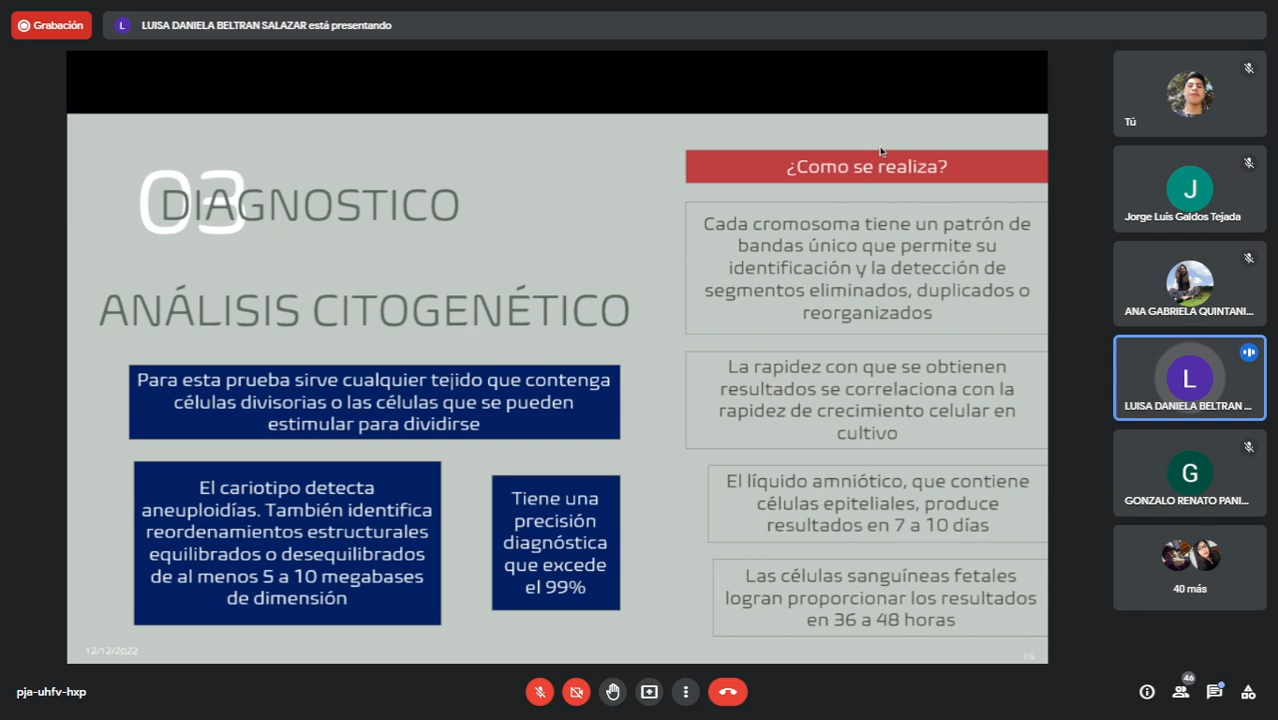 Grabación
L
LUISA DANIELA BELTRAN SALAZAR está presentando
03
DIAGNOSTICO
ANÁLISIS CITOGENÉTICO
Para esta prueba sirve cualquier tejido que contenga
células divisorias o las células que se pueden
estimular para dividirse
El cariotipo detecta
aneuploidías. También identifica
reordenamientos estructurales
equilibrados o desequilibrados
de al menos 5 a 10 megabases
de dimensión
Tiene una
precisión
diagnóstica
que excede
el 99%
¿Como se realiza?
Cada cromosoma tiene un patrón de
bandas único que permite su
identificación y la detección de
segmentos eliminados, duplicados o
reorganizados
La rapidez con que se obtienen
resultados se correlaciona con la
rapidez de crecimiento celular en
cultivo
El líquido amniótico, que contiene
células epiteliales, produce
resultados en 7 a 10 días
Las células sanguíneas fetales
logran proporcionar los resultados
en 36 a 48 horas
12/12/2022
16
Tú
J
Jorge Luis Galdos Tejada
ANA GABRIELA QUINTANI...
L
LUISA DANIELA BELTRAN ...
G
GONZALO RENATO PANI...
40 más
pja-uhfv-hxp
46